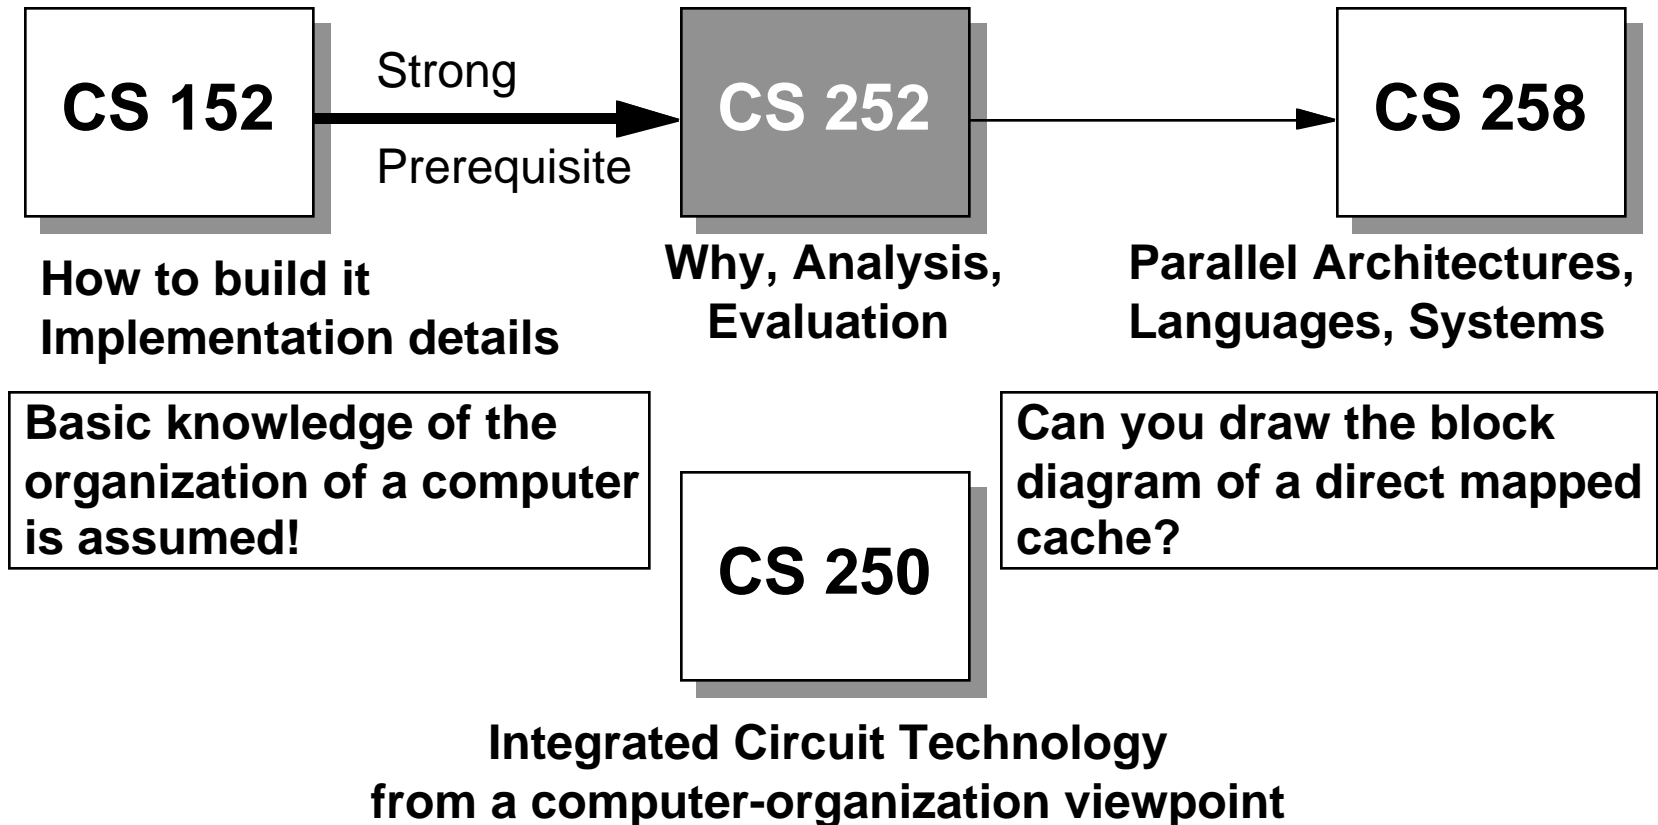 CS 152
Strong
Prerequisite
CS 252
CS 258
How to build it
Implementation details
Why, Analysis,
Evaluation
Parallel Architectures,
Languages, Systems
Basic knowledge of the
organization of a computer
is assumed!
CS 250
Can you draw the block
diagram of a direct mapped
cache?
Integrated Circuit Technology
from a computer-organization viewpoint